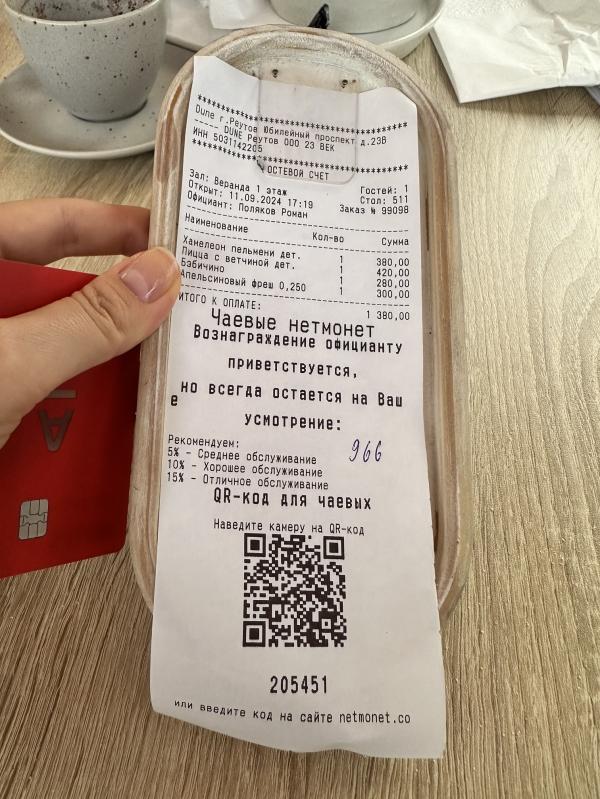 ************************************
Dune г.Реутов Юбилейный проспект д.23В
----- DUNE Реутов ООО 23 ВЕК
ИНН 5031142205
************************************
ОСТЕВОЙ СЧЕТ
Зал: Веранда 1 этаж Гостей: 1
Открыт: 11.09.2024 17:19 Стол: 511
Официант: Поляков Роман Заказ № 99098
Наименование Кол-во Сумма
Хамелеон пельмени дет. 1 380,00
Пицца с ветчиной дет. 1 420,00
Бэбичино 1 280,00
Апельсиновый фреш 0,250 1 300,00
ИТОГО К ОПЛАТЕ: 1 380,00
Чаевые нетмонет
Вознаграждение официанту
приветствуется,
но всегда остается на Ваш
е
усмотрение:
966
Рекомендуем:
5% - Среднее обслуживание
10% - Хорошее обслуживание
15% - Отличное обслуживание
QR-код для чаевых
Наведите камеру на QR-код
205451
или введите код на сайте netmonet.co